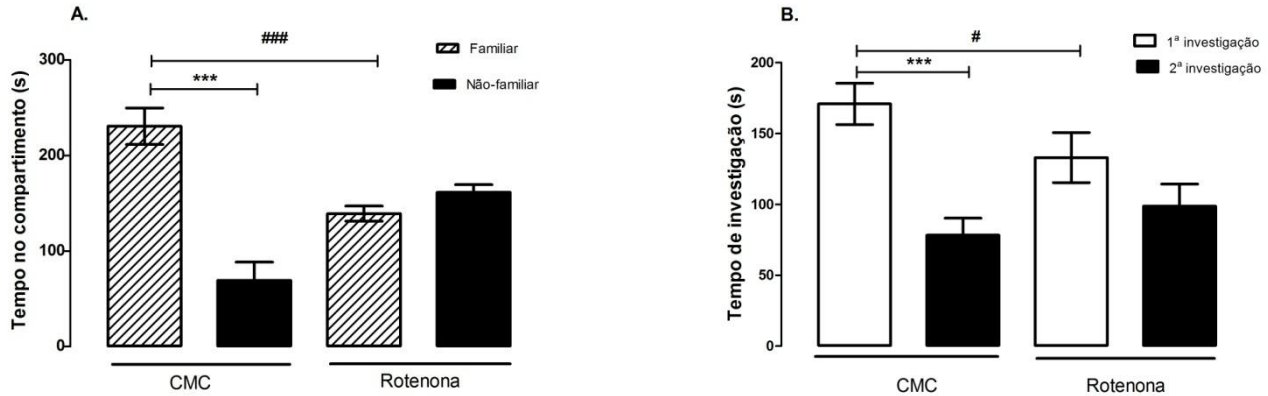 A.
###
***
Familiar
Não-familiar
Tempo no compartimento (s)
300
200
100
0
CMC
Rotenona
B.
#
***
1ª investigação
2ª investigação
Tempo de investigação (s)
200
150
100
50
0
CMC
Rotenona